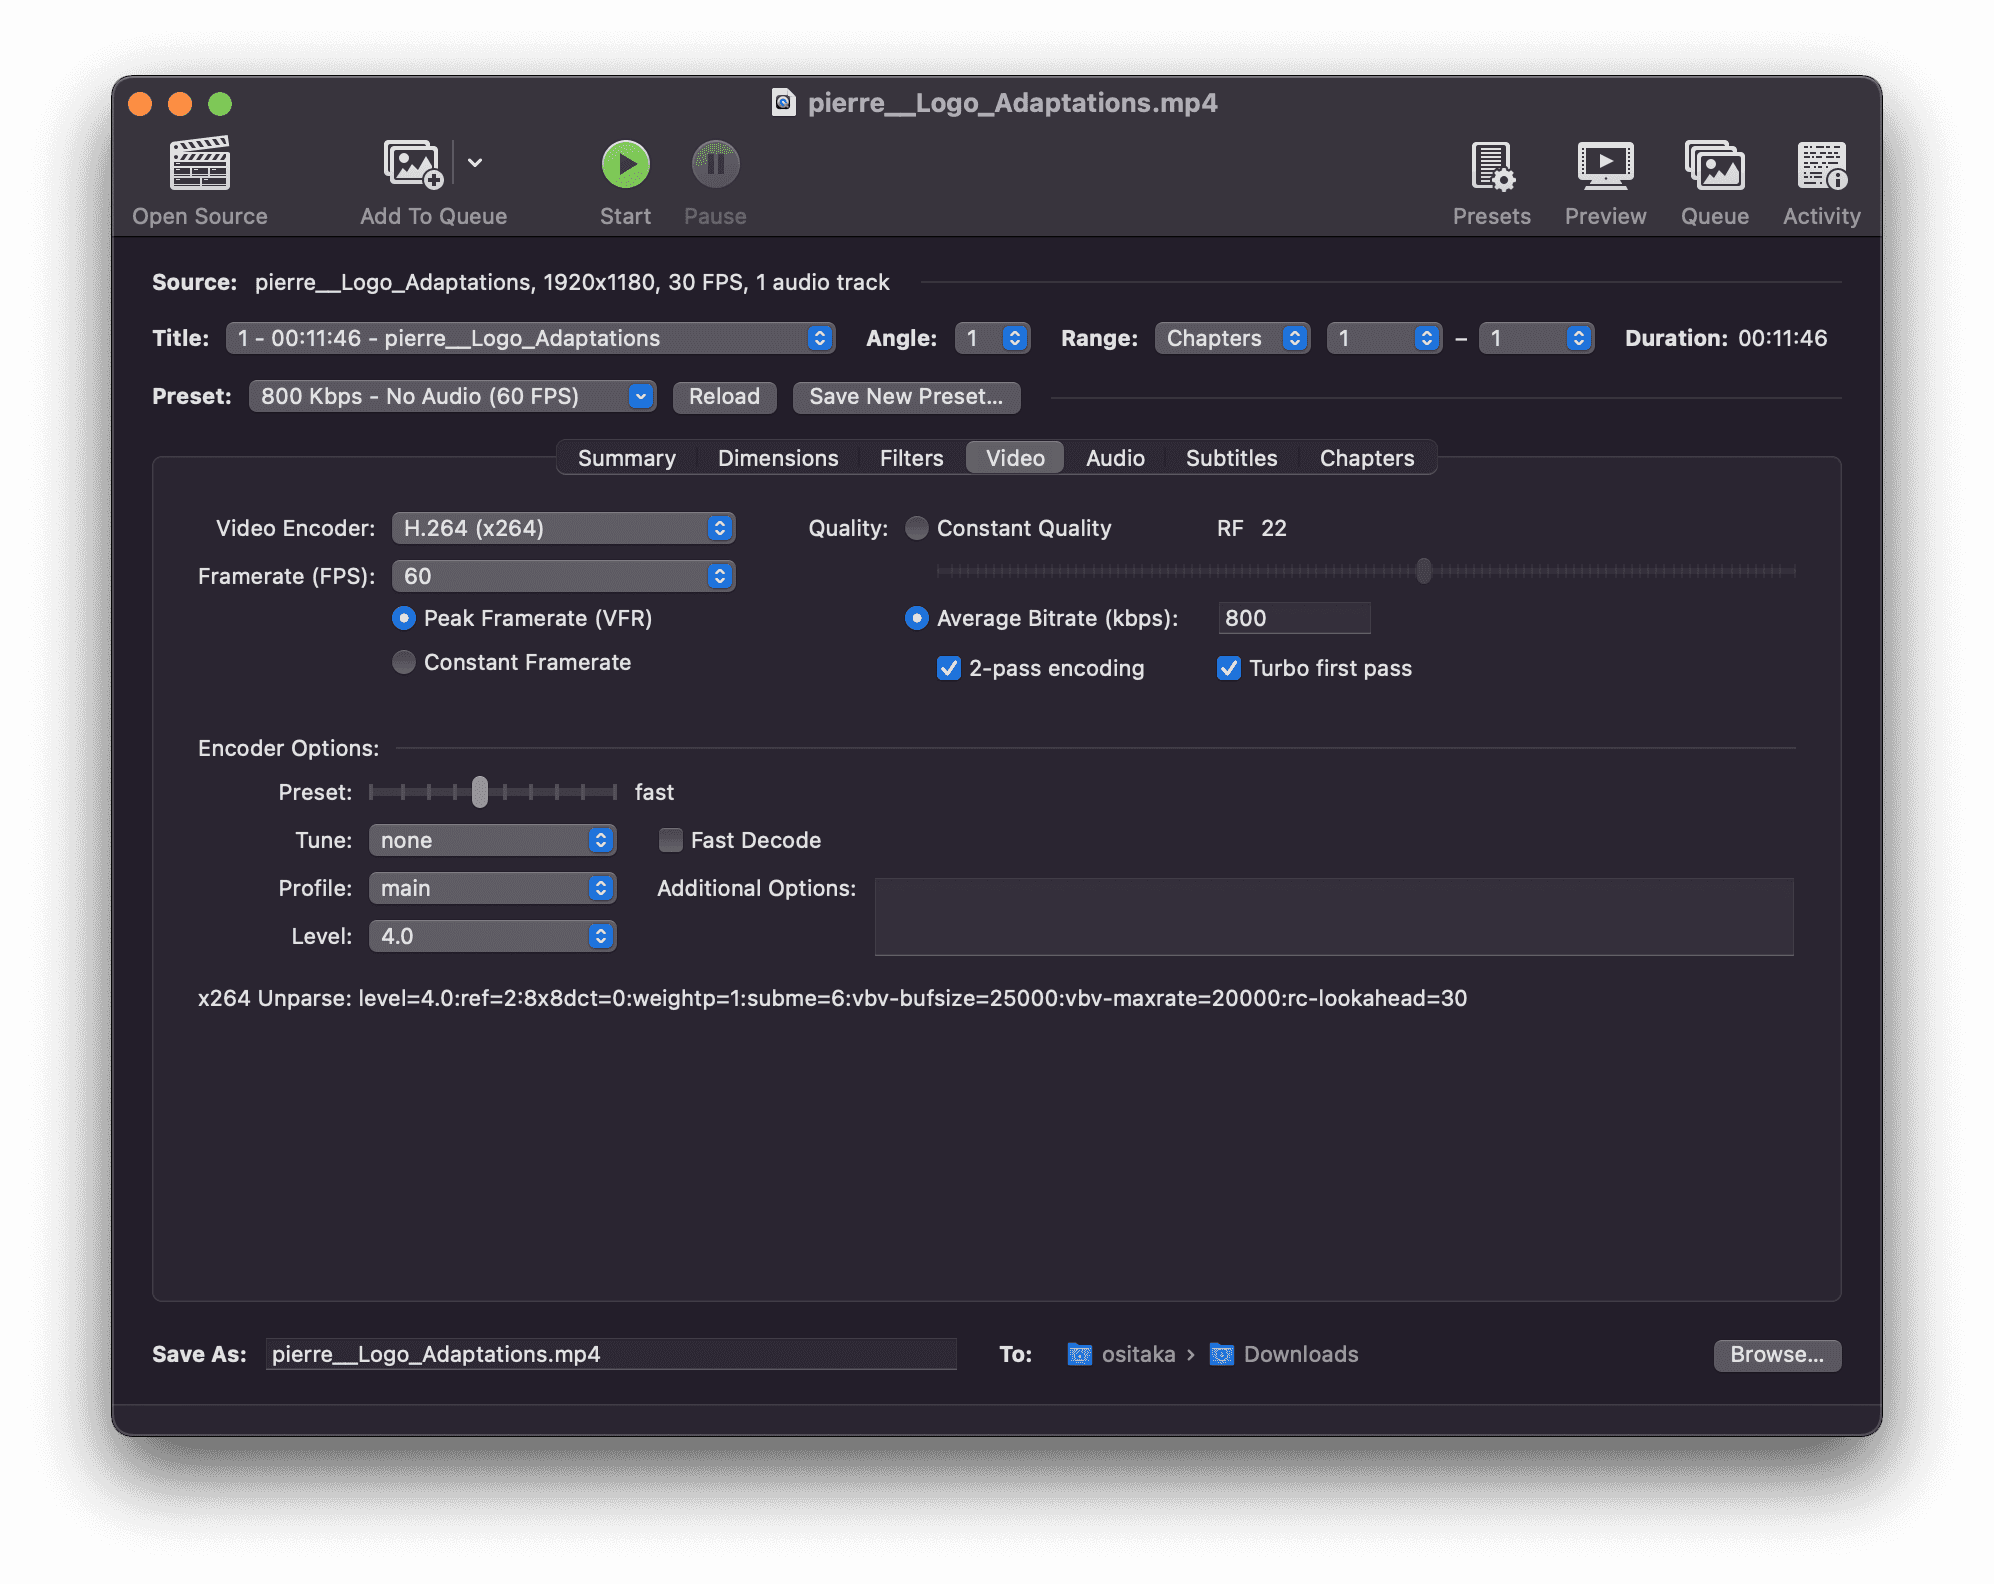 pierre__Logo_Adaptations.mp4
Open Source Add To Queue Start Pause Presets Preview Queue Activity
Source: pierre__Logo_Adaptations, 1920x1180, 30 FPS, 1 audio track
Title: 1 - 00:11:46 - pierre__Logo_Adaptations Angle: 1 Range: Chapters 1 – 1 Duration: 00:11:46
Preset: 800 Kbps - No Audio (60 FPS) Reload Save New Preset...
Summary Dimensions Filters Video Audio Subtitles Chapters
Video Encoder: H.264 (x264) Quality: Constant Quality RF 22
Framerate (FPS): 60
Peak Framerate (VFR) Average Bitrate (kbps): 800
Constant Framerate 2-pass encoding Turbo first pass
Encoder Options:
Preset: fast
Tune: none Fast Decode
Profile: main Additional Options:
Level: 4.0
x264 Unparse: level=4.0:ref=2:8x8dct=0:weightp=1:subme=6:vbv-bufsize=25000:vbv-maxrate=20000:rc-lookahead=30
Save As: pierre__Logo_Adaptations.mp4 To: ositaka › Downloads Browse...